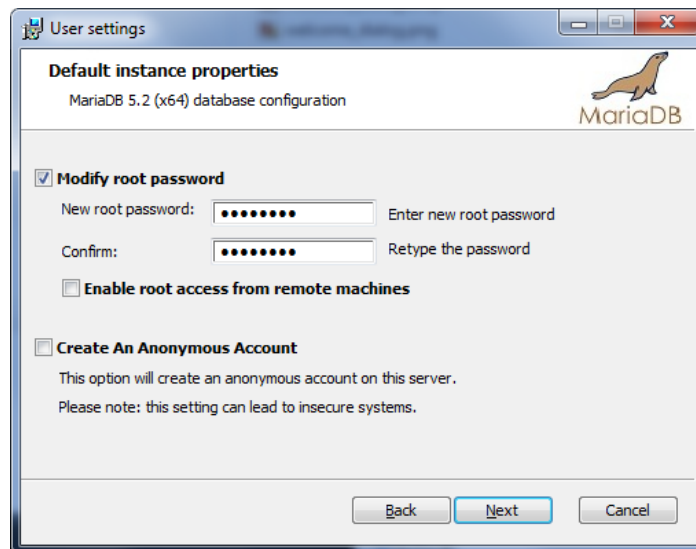 User settings
welcome_dialog.png
Default instance properties
MariaDB 5.2 (x64) database configuration
MariaDB
Modify root password
New root password: •••••••• Enter new root password
Confirm: •••••••• Retype the password
Enable root access from remote machines
Create An Anonymous Account
This option will create an anonymous account on this server.
Please note: this setting can lead to insecure systems.
Back Next Cancel